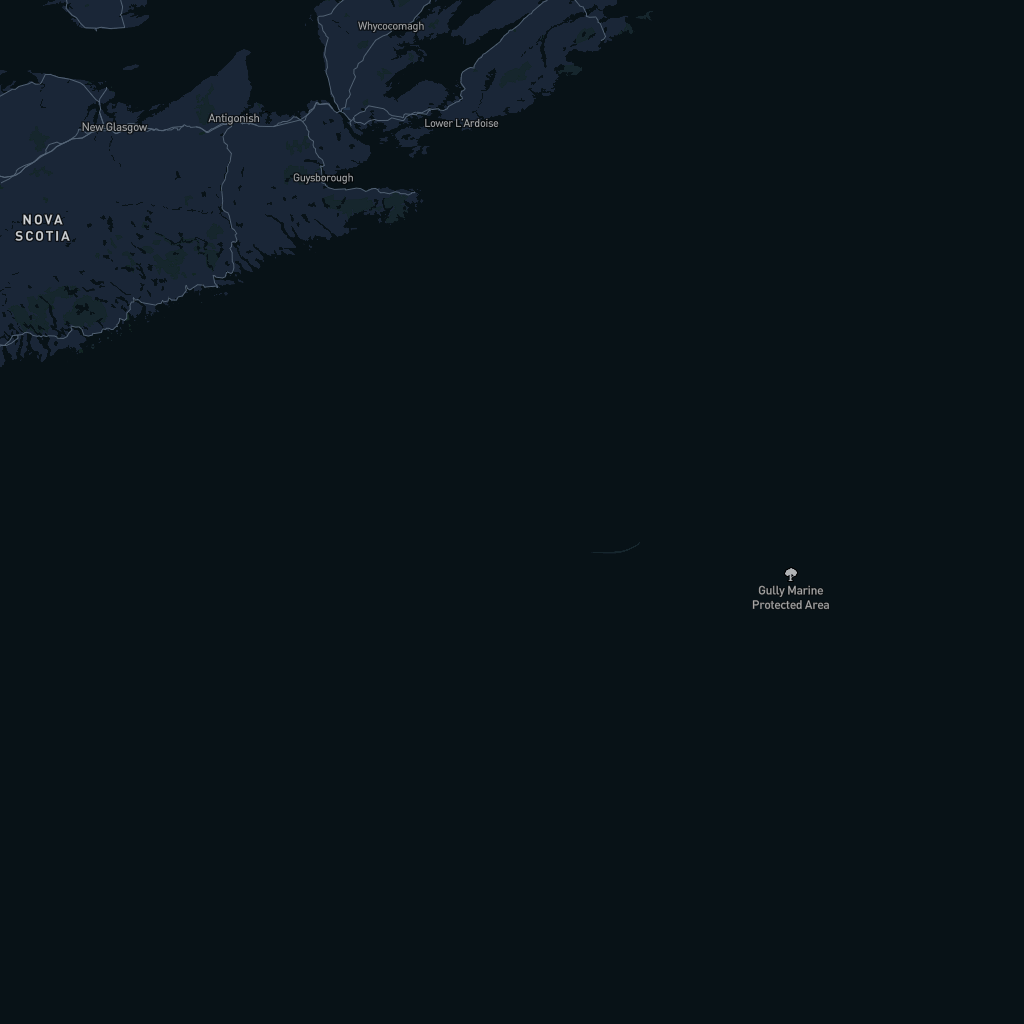 Whycocomagh
New Glasgow
Antigonish
Lower L'Ardoise
Guysborough
NOVA
SCOTIA
Gully Marine
Protected Area